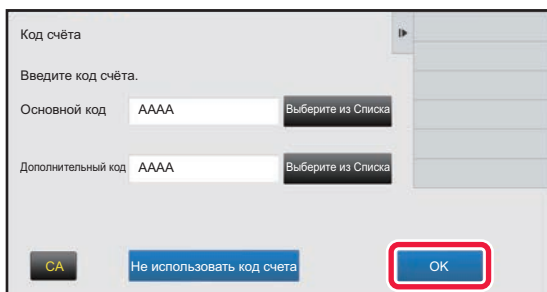 Код счёта
Введите код счёта.
Основной код AAAA Выберите из Списка
Дополнительный код AAAA Выберите из Списка
CA Не использовать код счета OK